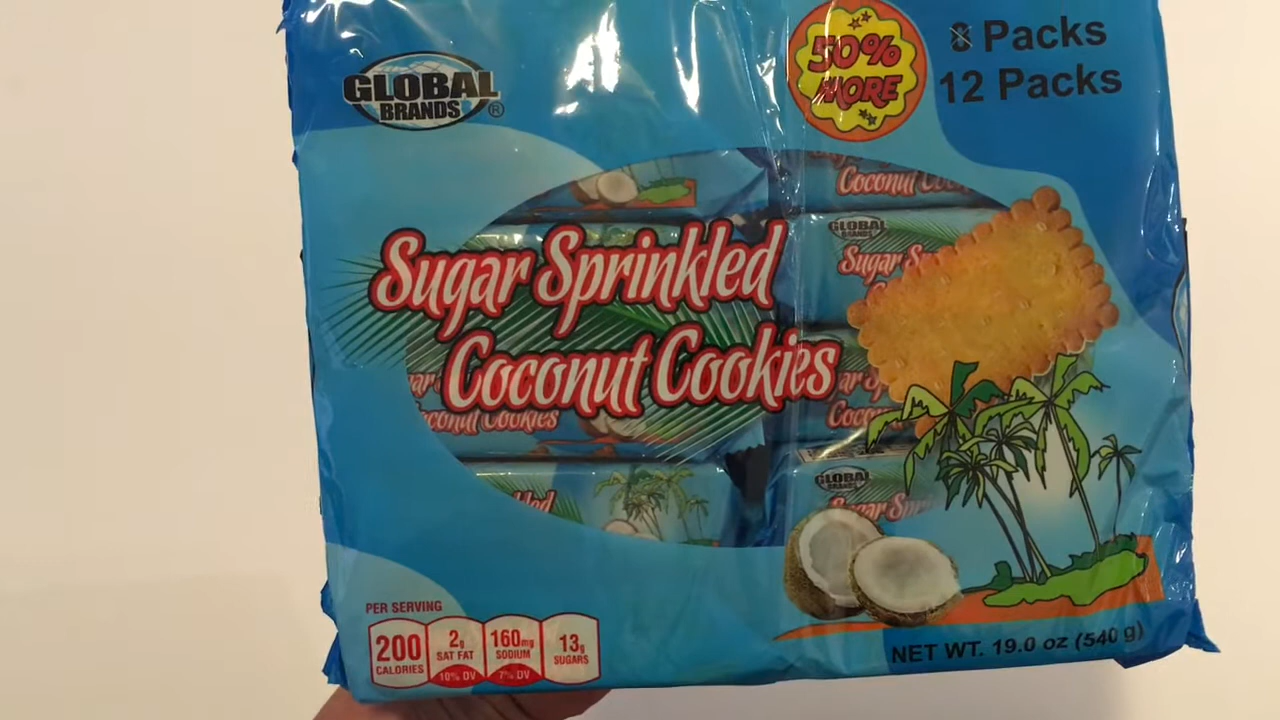 GLOBAL
BRANDS®
50%
MORE
8 Packs
12 Packs
Coconut
GLOBAL
BRANDS
Sugar
Sugar Sprinkled
Coconut Cookies
Coconut Cookies
GLOBAL
BRANDS
Sugar
PER SERVING
200
CALORIES
2g
SAT FAT
10% DV
160mg
SODIUM
7% DV
13g
SUGARS
NET WT. 19.0 oz (540 g)